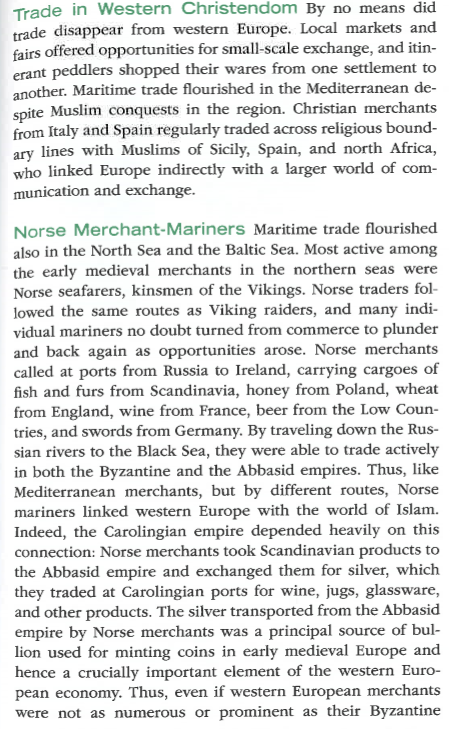 Trade in Western Christendom By no means did
trade disappear from western Europe. Local markets and
fairs offered opportunities for small-scale exchange, and itin-
erant peddlers shopped their wares from one settlement to
another. Maritime trade flourished in the Mediterranean de-
spite Muslim conquests in the region. Christian merchants
from Italy and Spain regularly traded across religious bound-
ary lines with Muslims of Sicily, Spain, and north Africa,
who linked Europe indirectly with a larger world of com-
munication and exchange.
Norse Merchant-Mariners Maritime trade flourished
also in the North Sea and the Baltic Sea. Most active among
the early medieval merchants in the northern seas were
Norse seafarers, kinsmen of the Vikings. Norse traders fol-
lowed the same routes as Viking raiders, and many indi-
vidual mariners no doubt turned from commerce to plunder
and back again as opportunities arose. Norse merchants
called at ports from Russia to Ireland, carrying cargoes of
fish and furs from Scandinavia, honey from Poland, wheat
from England, wine from France, beer from the Low Coun-
tries, and swords from Germany. By traveling down the Rus-
sian rivers to the Black Sea, they were able to trade actively
in both the Byzantine and the Abbasid empires. Thus, like
Mediterranean merchants, but by different routes, Norse
mariners linked western Europe with the world of Islam.
Indeed, the Carolingian empire depended heavily on this
connection: Norse merchants took Scandinavian products to
the Abbasid empire and exchanged them for silver, which
they traded at Carolingian ports for wine, jugs, glassware,
and other products. The silver transported from the Abbasid
empire by Norse merchants was a principal source of bul-
lion used for minting coins in early medieval Europe and
hence a crucially important element of the western Euro-
pean economy. Thus, even if western European merchants
were not as numerous or prominent as their Byzantine